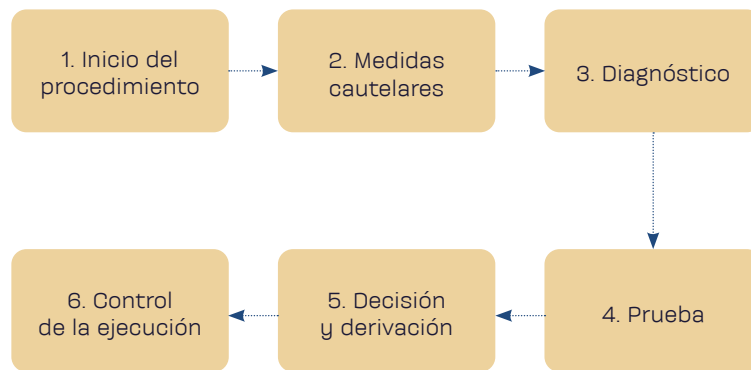 1. Inicio del
procedimiento
2. Medidas
cautelares
3. Diagnóstico
4. Prueba
5. Decisión
y derivación
6. Control
de la ejecución